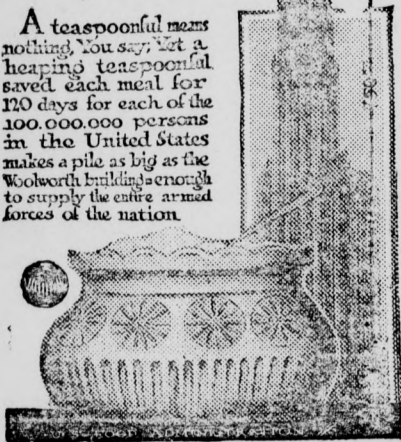 A teaspoonful means
nothing, You say; Yet a
heaping teaspoonful
saved each meal for
120 days for each of the
100.000.000 persons
in the United States
makes a pile as big as the
Woolworth building=enough
to supply the entire armed
forces of the nation.
U.S. FOOD ADMINISTRATION